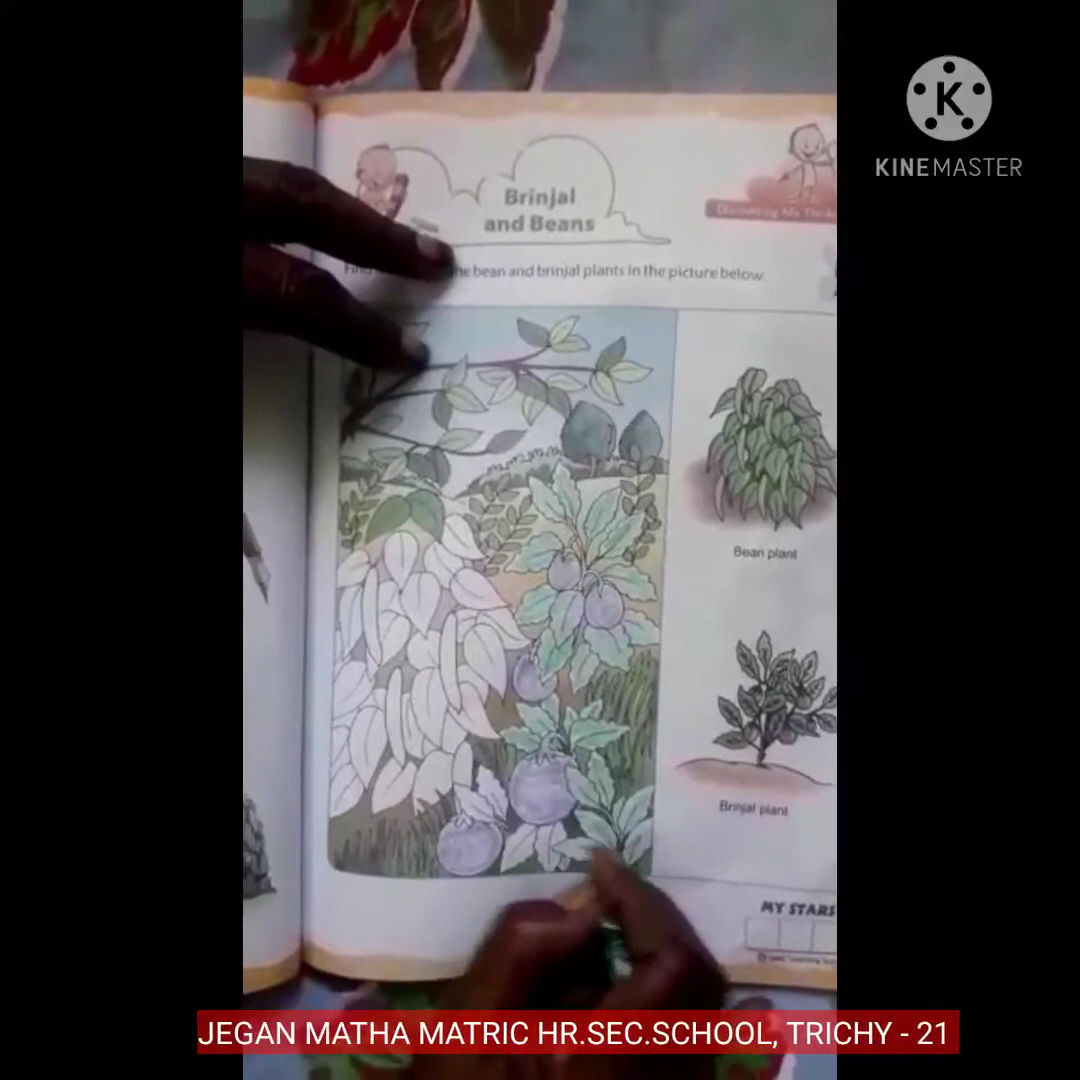 KINEMASTER
Brinjal
and Beans
bean and brinjal plants in the picture below.
Bean plant
Brinjal plant
MY STARS
JEGAN MATHA MATRIC HR.SEC.SCHOOL, TRICHY - 21